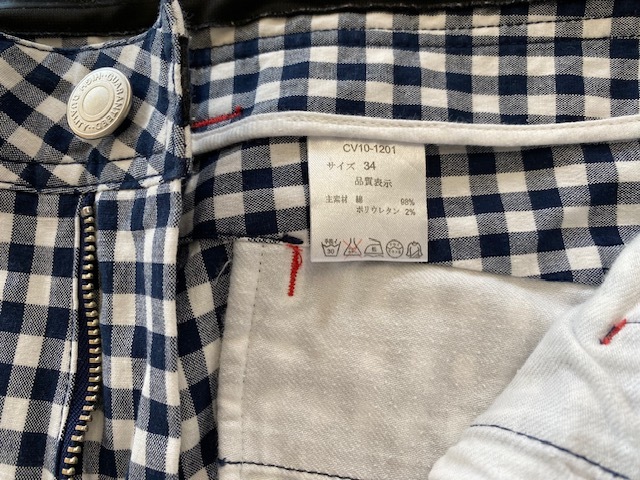 CV10-1201
サイズ 34
品質表示
主素材 綿 98%
ポリウレタン 2%